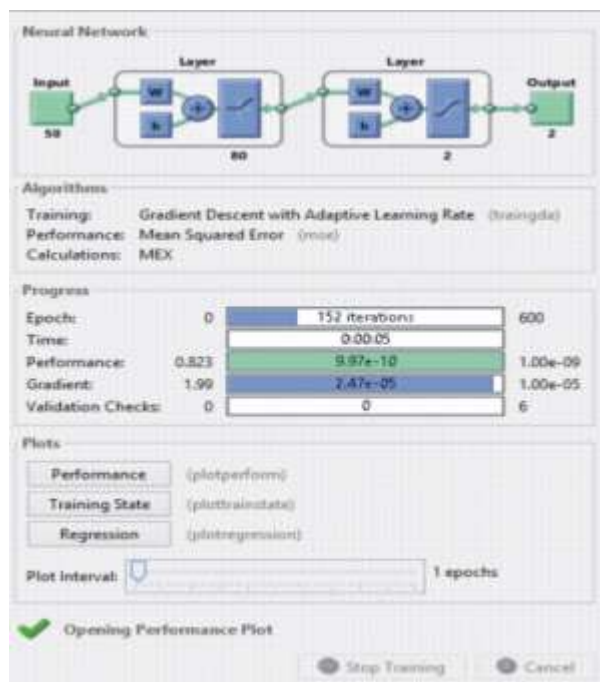 Neural Network
Layer Layer
Input Output
W W
b b
50 80 2 2
Algorithms
Training: Gradient Descent with Adaptive Learning Rate (traingda)
Performance: Mean Squared Error (mse)
Calculations: MEX
Progress
Epoch: 0 152 iterations 600
Time: 0:00:05
Performance: 0.823 9.97e-10 1.00e-09
Gradient: 1.99 2.47e-05 1.00e-05
Validation Checks: 0 0 6
Plots
Performance (plotperform)
Training State (plottrainstate)
Regression (plotregression)
Plot Interval: 1 epochs
Opening Performance Plot
Stop Training Cancel